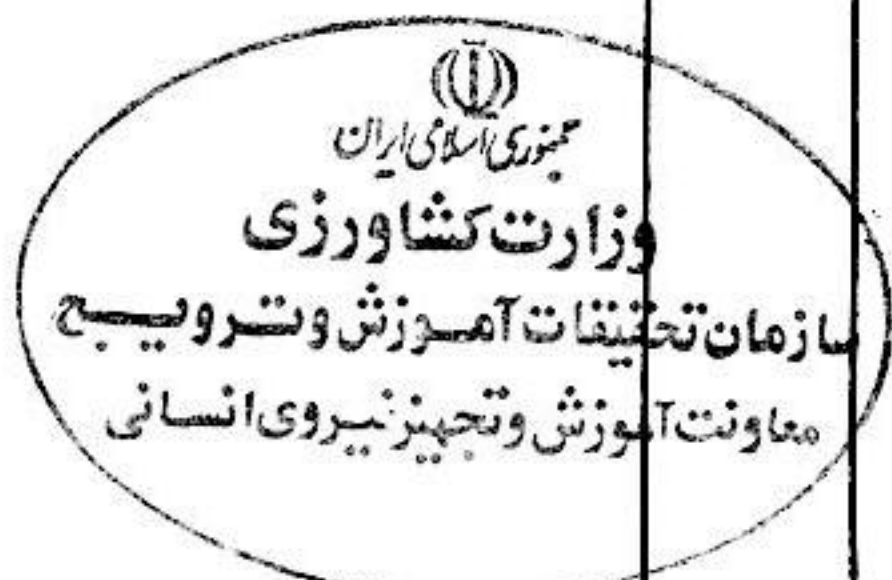 جمهوری اسلامی ایران
وزارت کشاورزی
سازمان تحقیقات آموزش و ترویج
معاونت آموزش و تجهیز نیروی انسانی